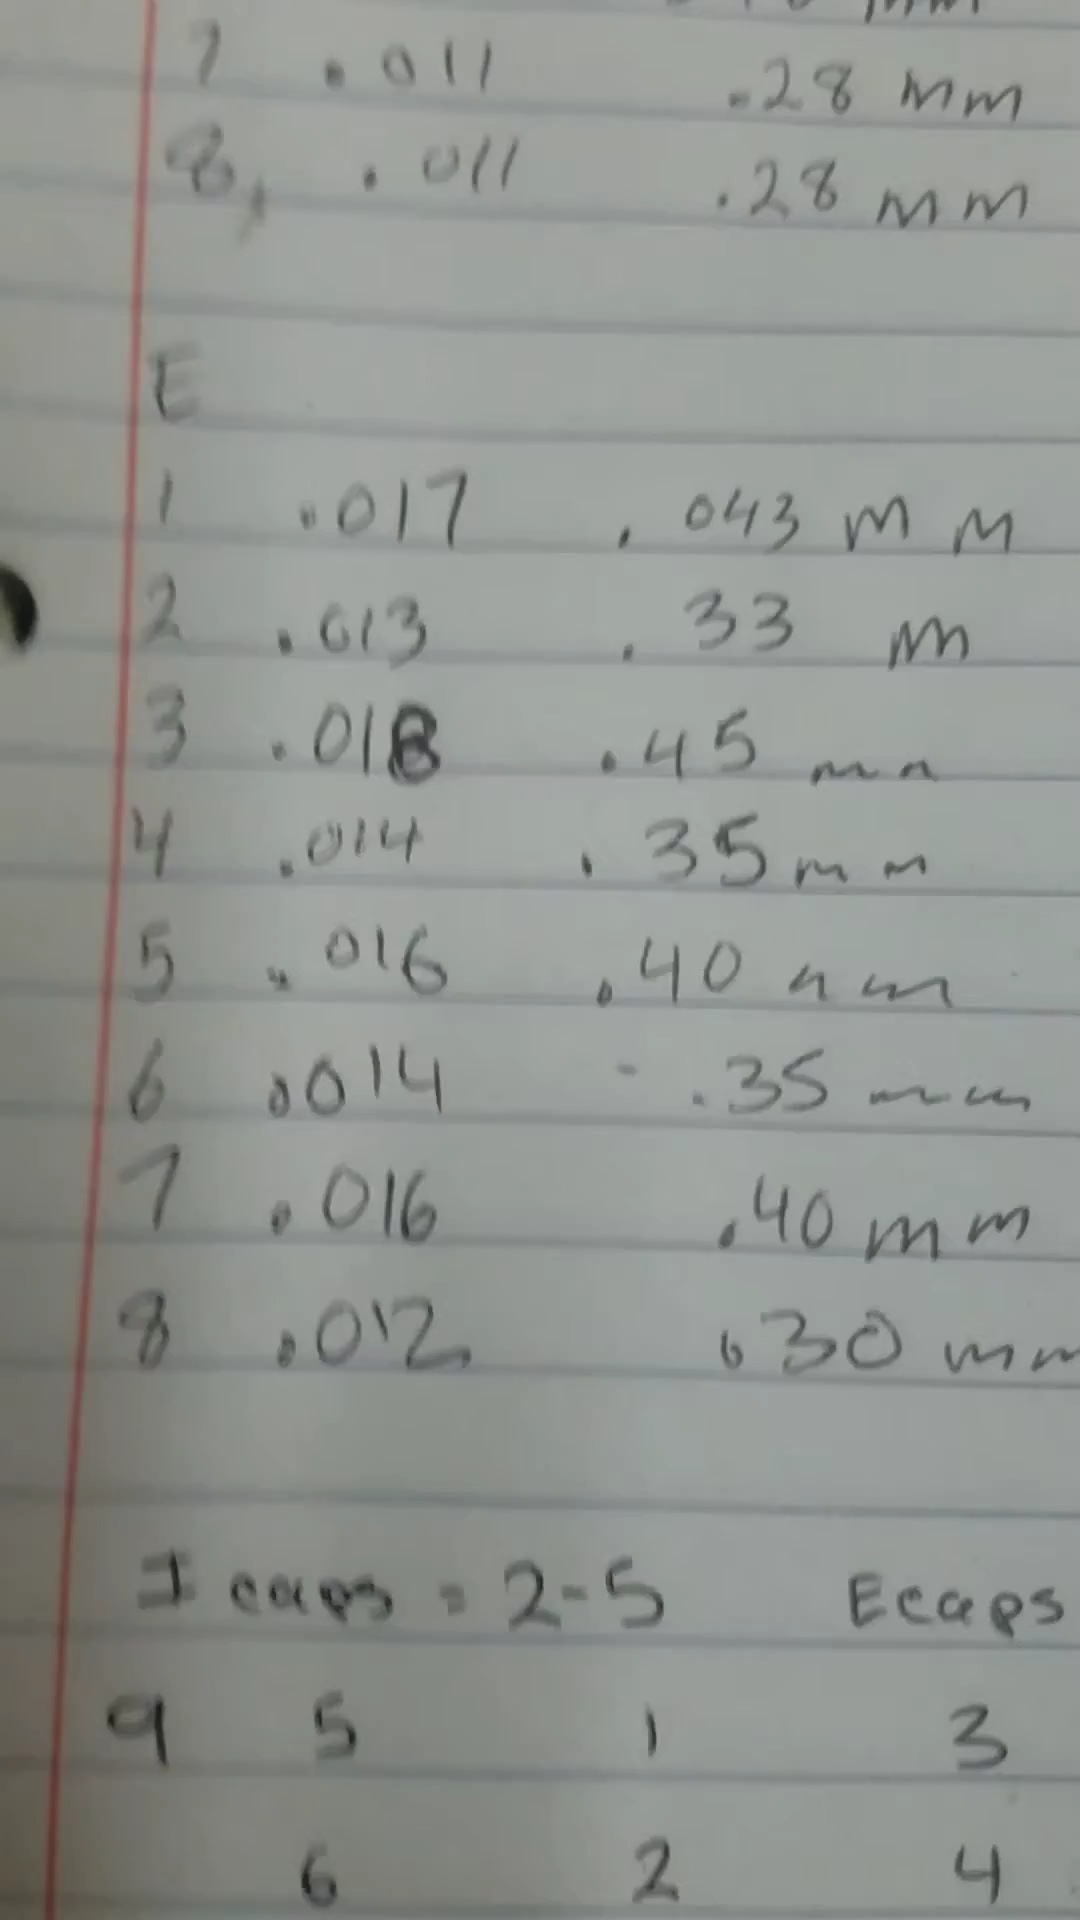 7 .011 .28 mm
8, .011 .28 mm
E
1 .017 .043 mm
2 .013 .33 m
3 .018 .45 mm
4 .014 .35 mm
5 .016 .40 mm
6 .014 - .35 mm
7 .016 .40 mm
8 .012 .30 mm
I caps = 2-5 Ecaps
9 5 1 3
6 2 4